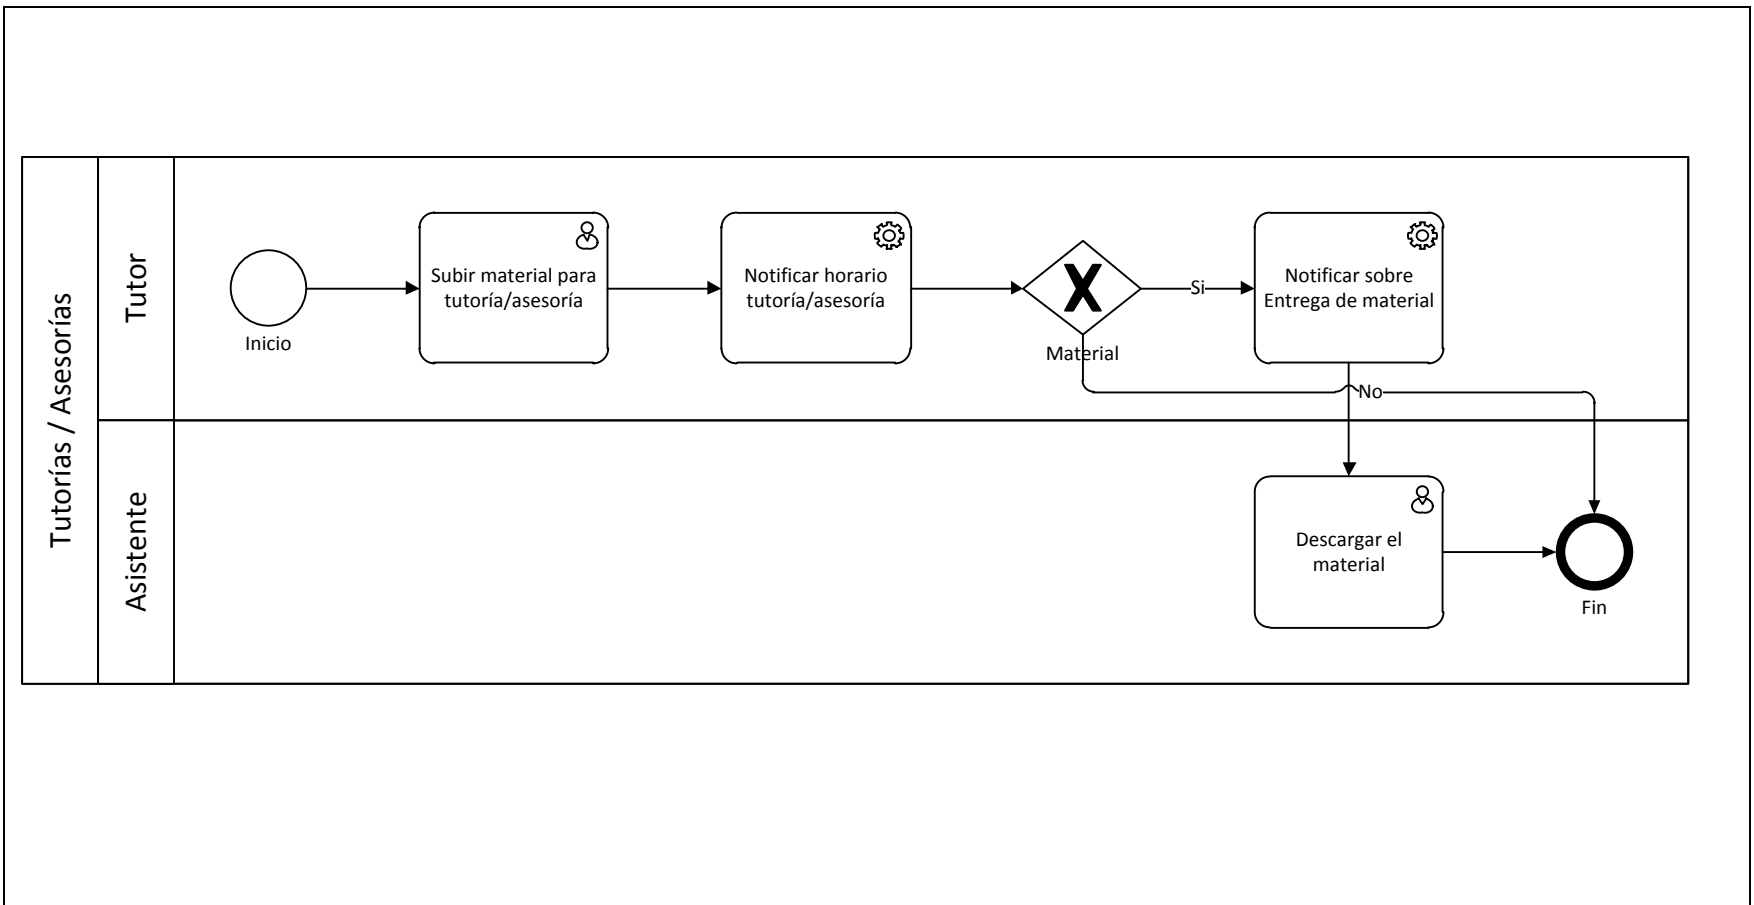 Tutorías / Asesorías
Tutor
Inicio
Subir material para
tutoría/asesoría
Notificar horario
tutoría/asesoría
Material
Si
Notificar sobre
Entrega de material
No
Asistente
Descargar el
material
Fin